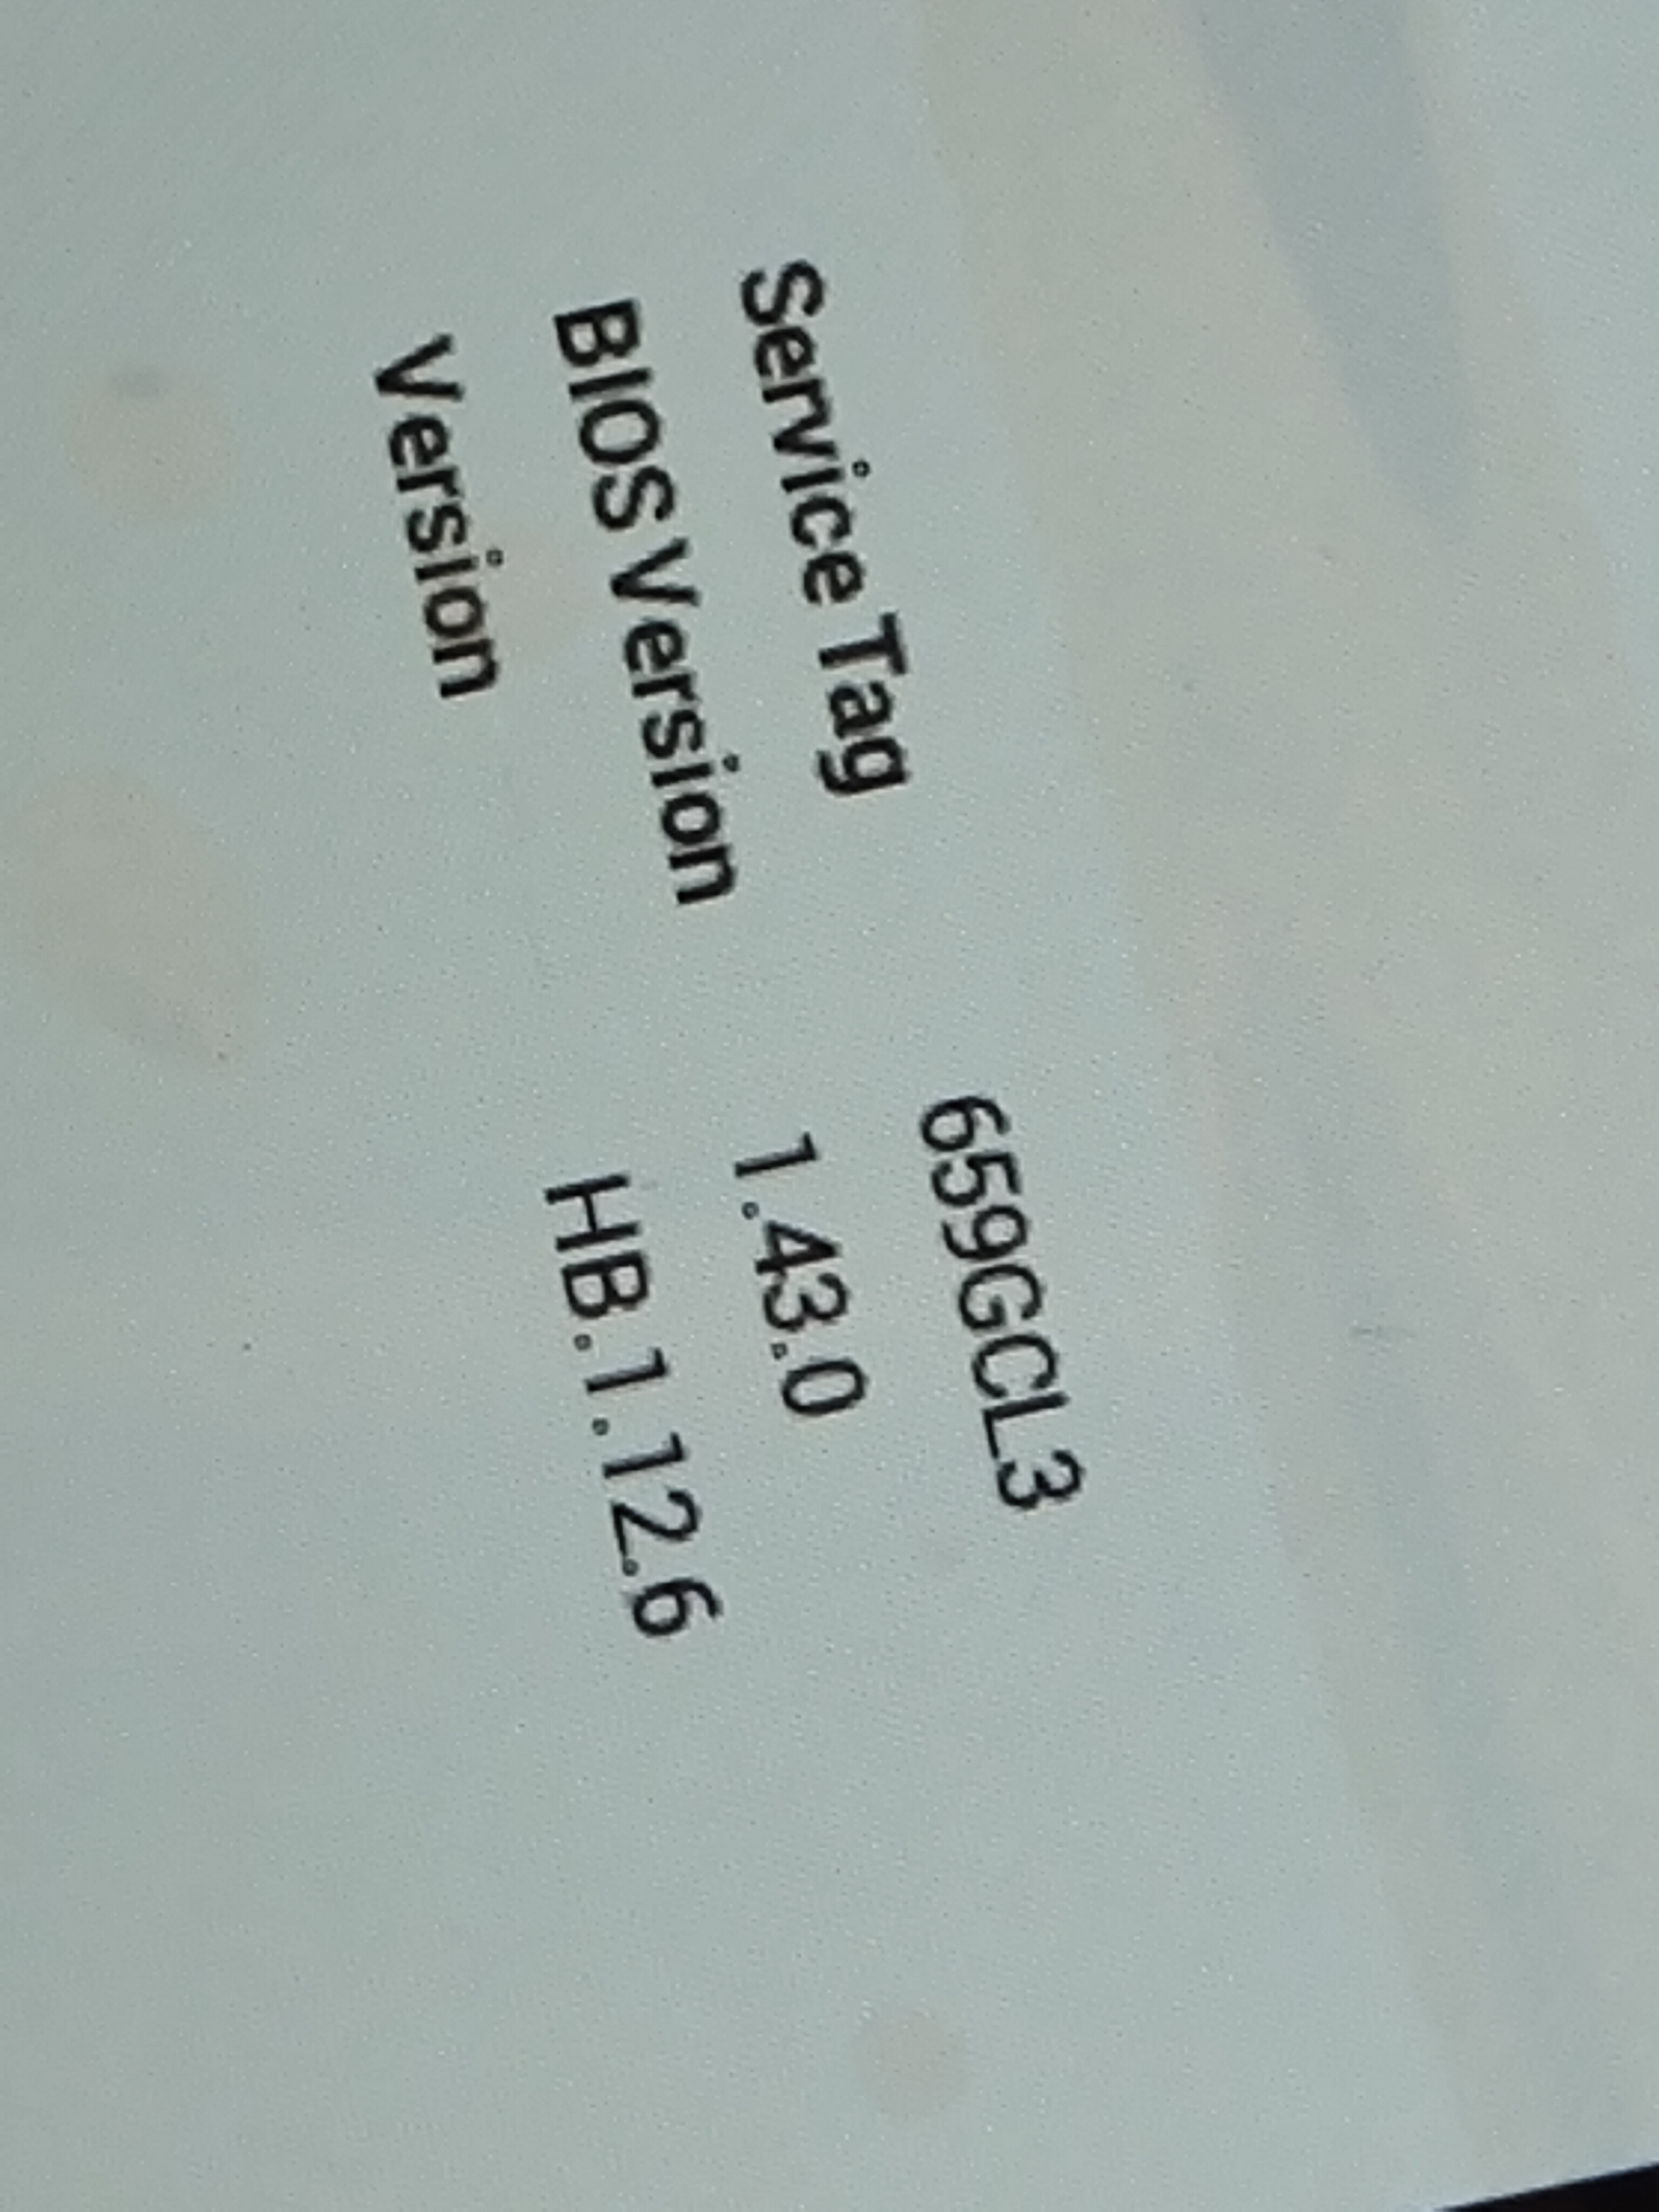 Service Tag 659GCL3
BIOS Version 1.43.0
Version HB.1.12.6